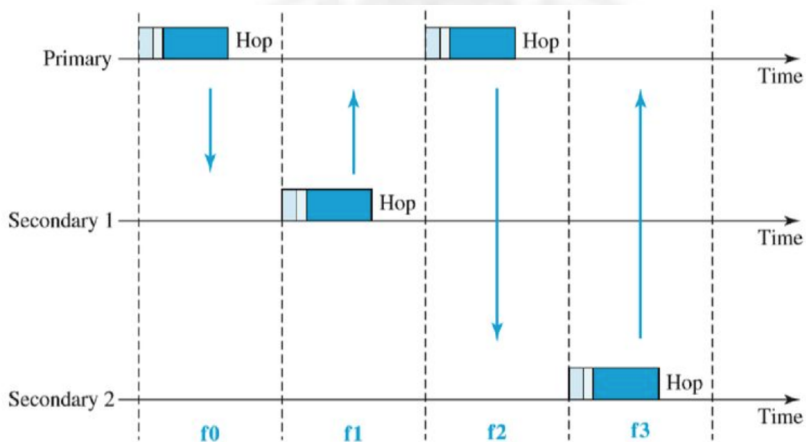 Hop
Hop
Primary
Time
Hop
Secondary 1
Time
Hop
Secondary 2
Time
f0 f1 f2 f3